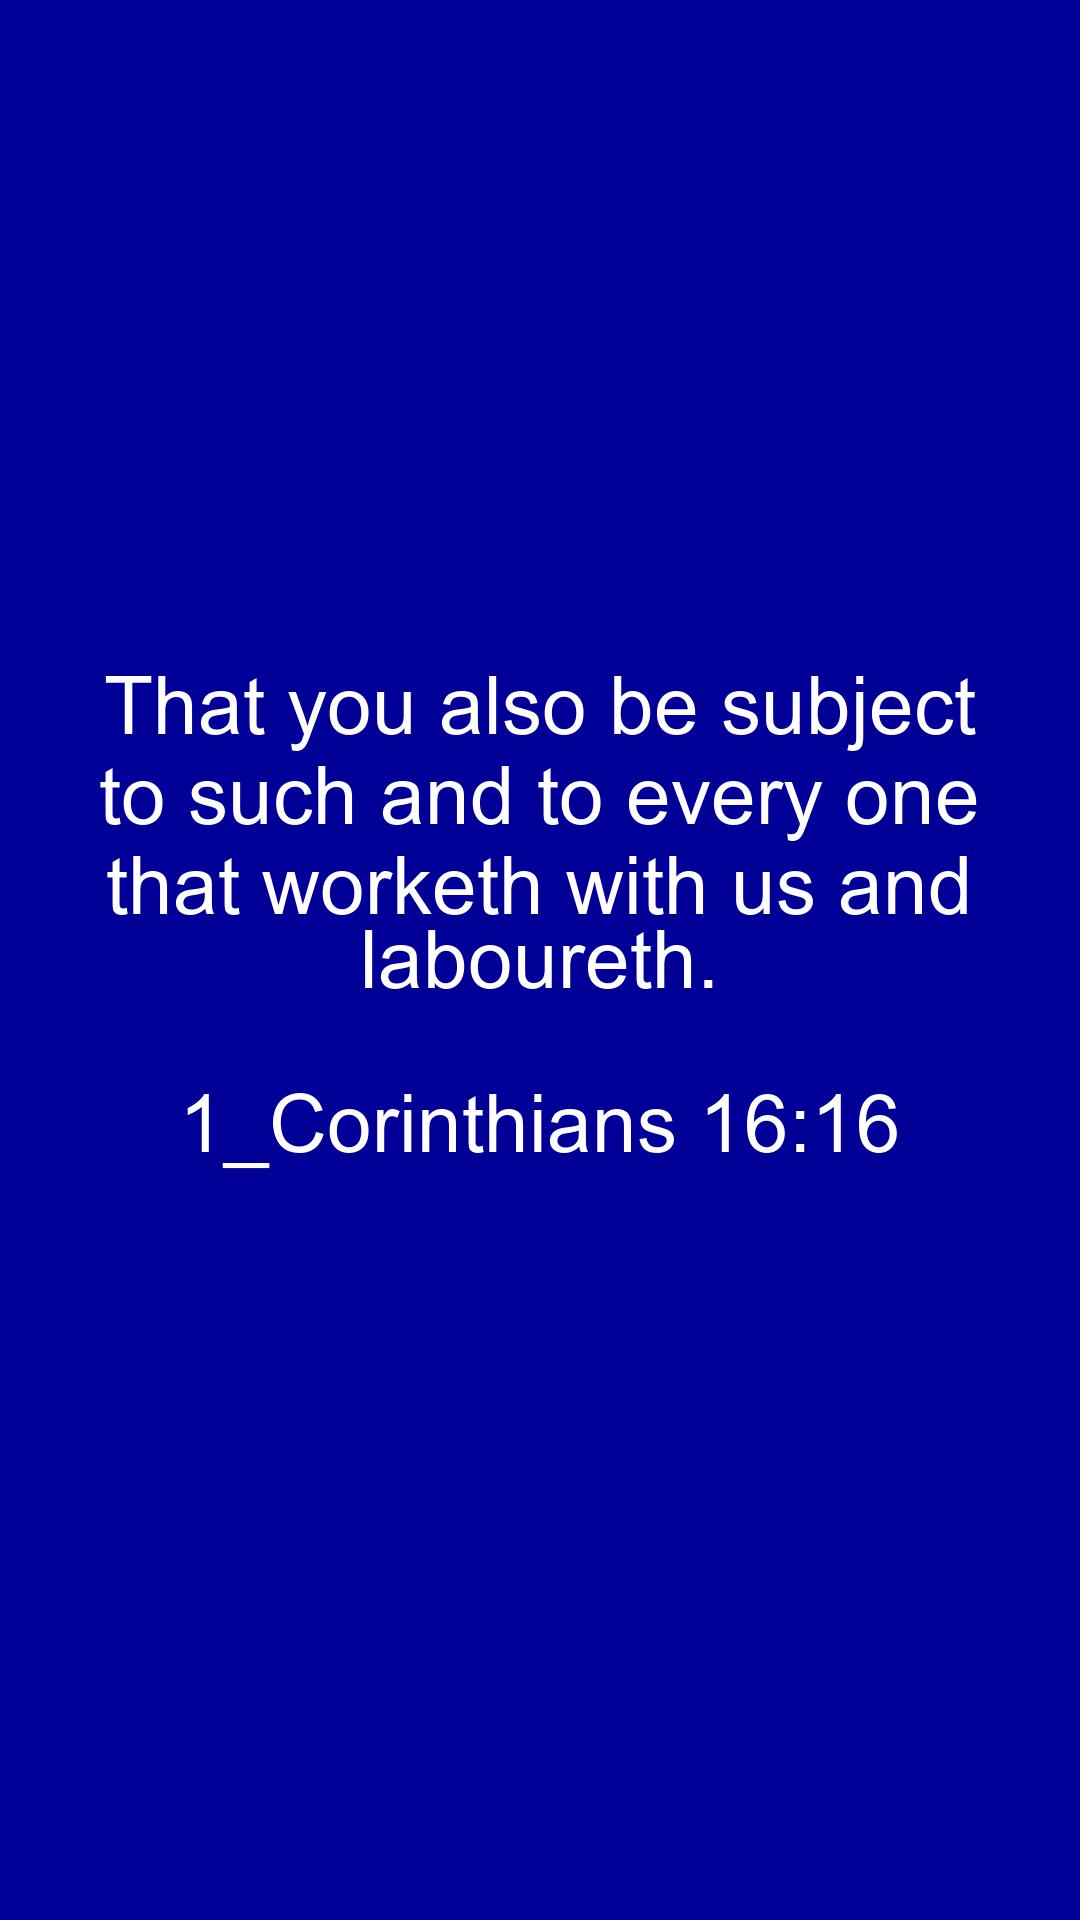 That you also be subject
to such and to every one
that worketh with us and
laboureth.
1_Corinthians 16:16